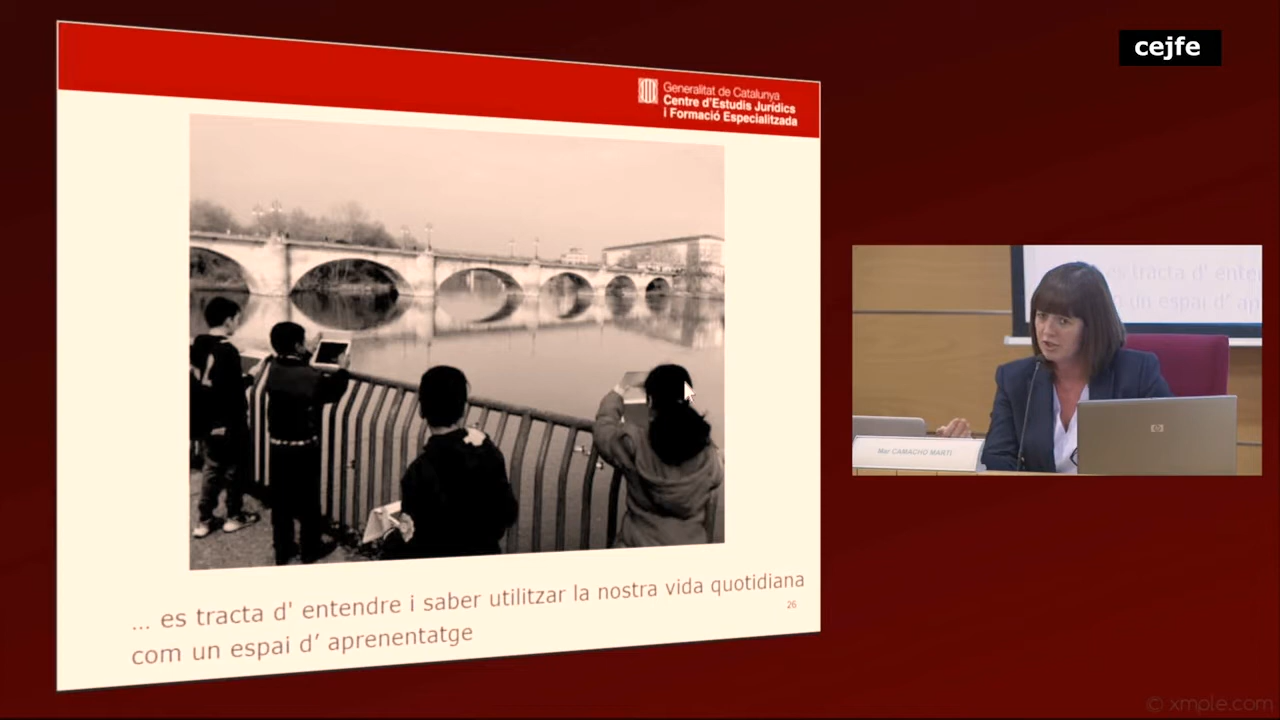 cejfe
Generalitat de Catalunya
Centre d'Estudis Jurídics
i Formació Especialitzada
... es tracta d' entendre i saber utilitzar la nostra vida quotidiana
com un espai d’ aprenentatge
26
es tracta d' enten
un espai d’ ap
Mar CAMACHO MARTÍ
hp
© xmple.com